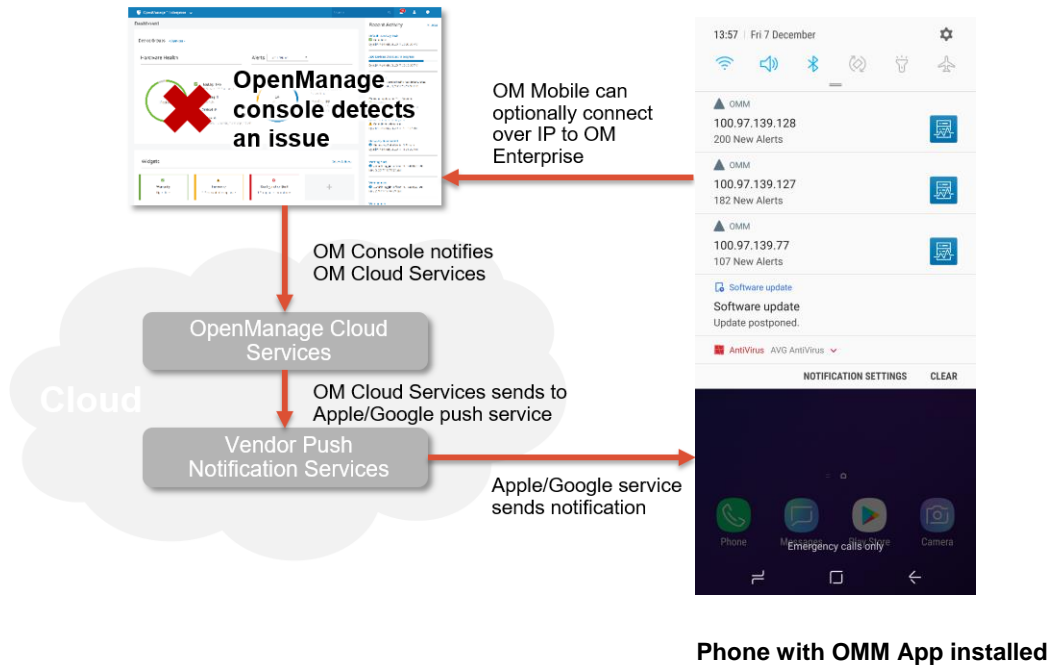 OpenManage Enterprise
OpenManage
console detects
an issue
Hardware Health
Alerts
Widgets
OM Mobile can
optionally connect
over IP to OM
Enterprise
OM Console notifies
OM Cloud Services
OpenManage Cloud
Services
Cloud
OM Cloud Services sends to
Apple/Google push service
Vendor Push
Notification Services
Apple/Google service
sends notification
13:57 Fri 7 December
OMM
100.97.139.128
200 New Alerts
OMM
100.97.139.127
182 New Alerts
OMM
100.97.139.77
107 New Alerts
Software update
Software update
Update postponed.
AntiVirus AVG AntiVirus
NOTIFICATION SETTINGS CLEAR
Phone Messages Play Store Camera
Emergency calls only
Phone with OMM App installed